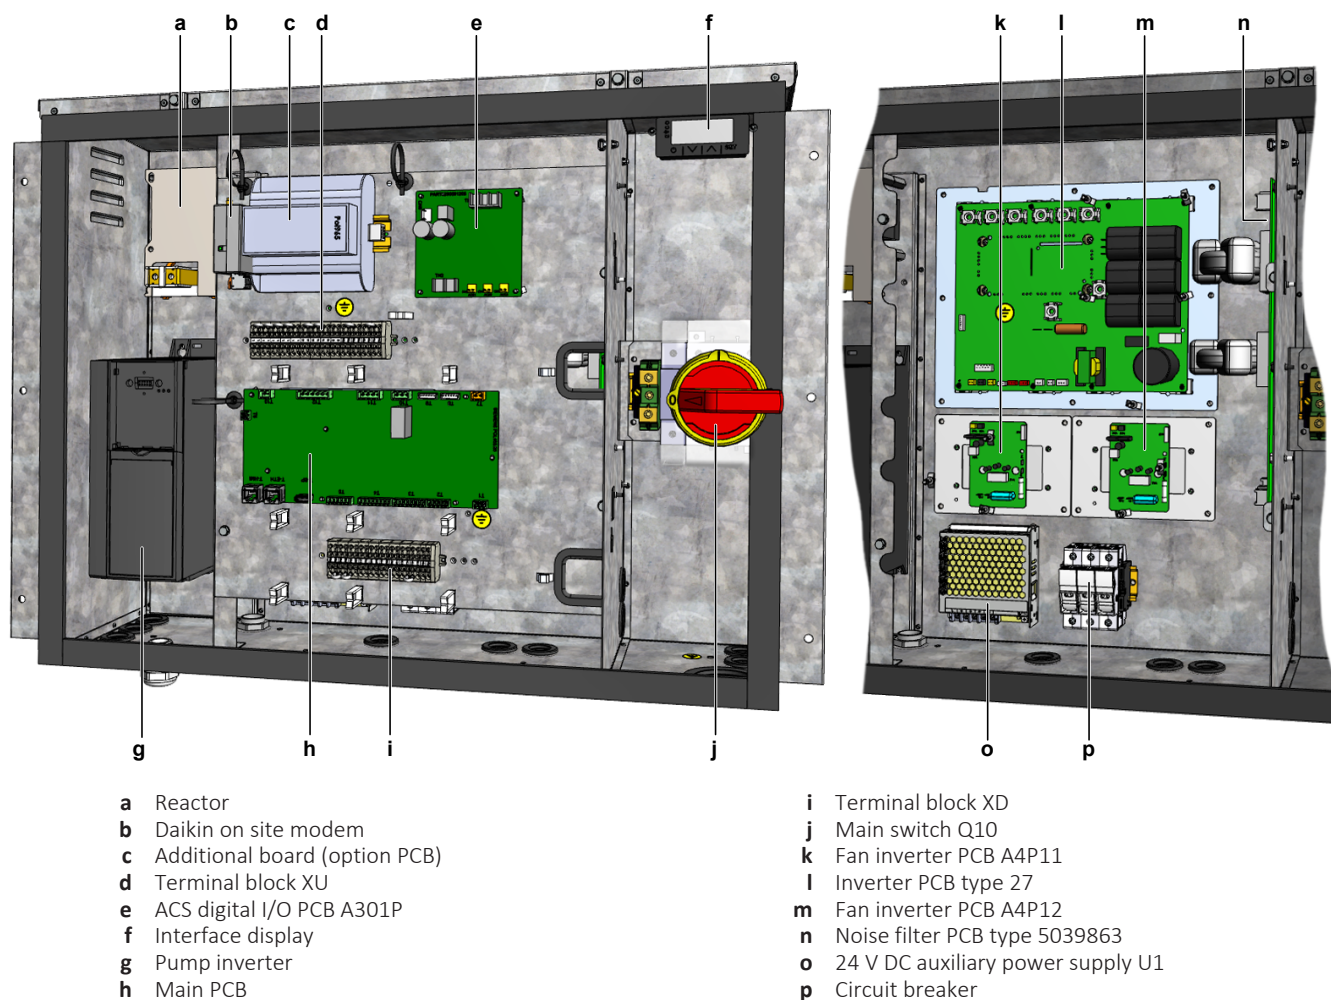 a b c d e f k l m n
g h i j o p
PolP965
a Reactor
b Daikin on site modem
c Additional board (option PCB)
d Terminal block XU
e ACS digital I/O PCB A301P
f Interface display
g Pump inverter
h Main PCB
i Terminal block XD
j Main switch Q10
k Fan inverter PCB A4P11
l Inverter PCB type 27
m Fan inverter PCB A4P12
n Noise filter PCB type 5039863
o 24 V DC auxiliary power supply U1
p Circuit breaker